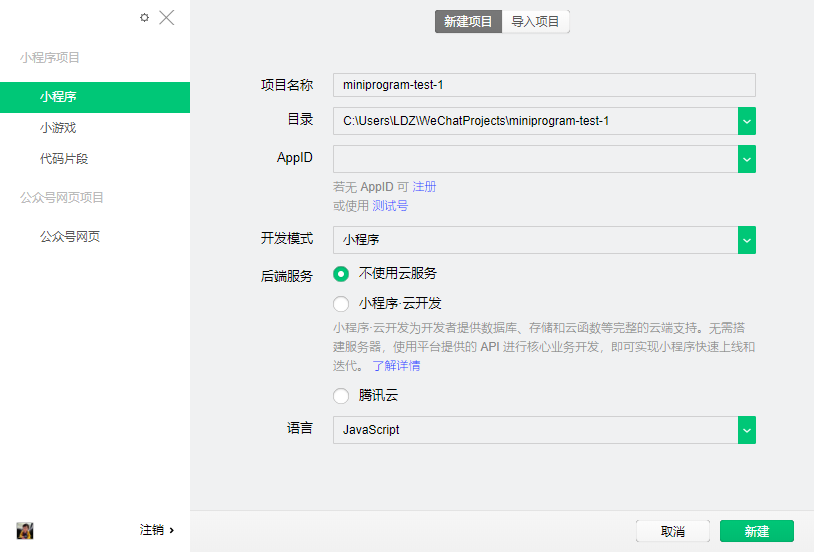 小程序项目
小程序
小游戏
代码片段
公众号网页项目
公众号网页
注销
新建项目 导入项目
项目名称 miniprogram-test-1
目录 C:\Users\LDZ\WeChatProjects\miniprogram-test-1
AppID
若无 AppID 可 注册
或使用 测试号
开发模式 小程序
后端服务 不使用云服务
小程序·云开发
小程序·云开发为开发者提供数据库、存储和云函数等完整的云端支持。无需搭
建服务器，使用平台提供的 API 进行核心业务开发，即可实现小程序快速上线和
迭代。 了解详情
腾讯云
语言 JavaScript
取消 新建